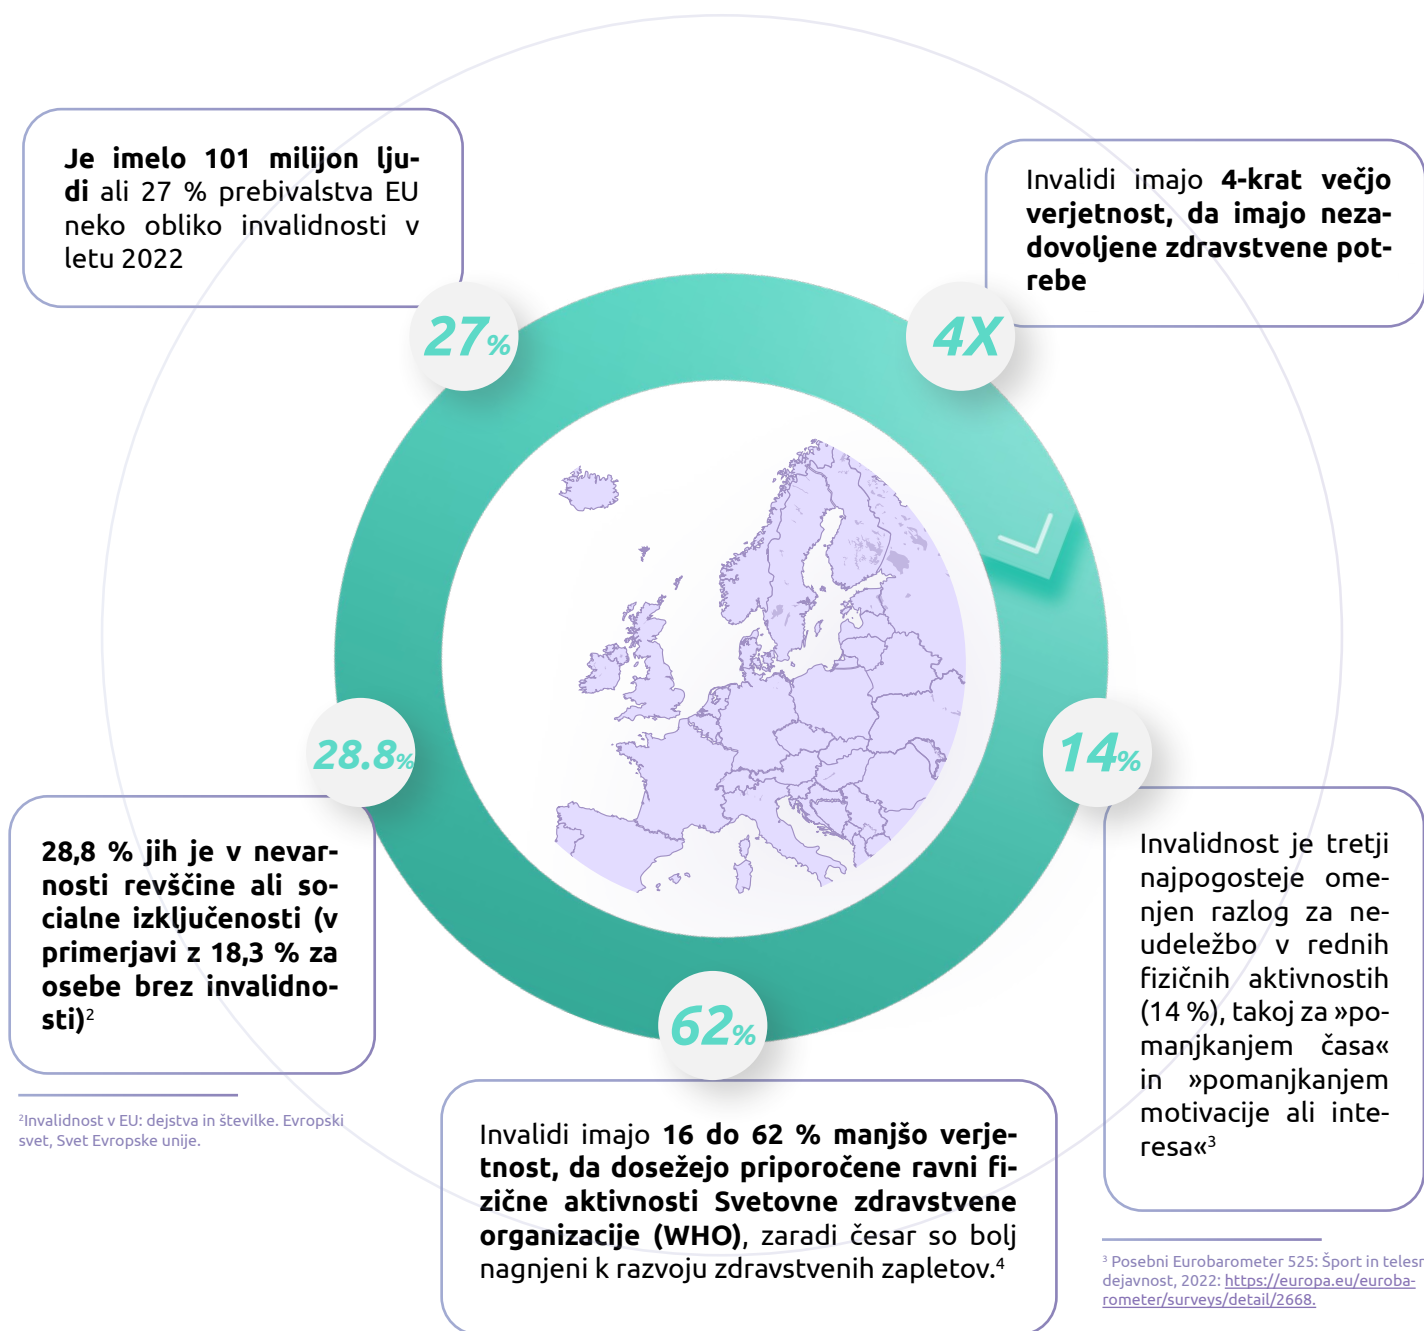 Je imelo 101 milijon lju-
di ali 27 % prebivalstva EU
neko obliko invalidnosti v
letu 2022
27%
Invalidi imajo 4-krat večjo
verjetnost, da imajo neza-
dovoljene zdravstvene pot-
rebe
4X
14%
Invalidnost je tretji
najpogosteje ome-
njen razlog za ne-
udeležbo v rednih
fizičnih aktivnostih
(14 %), takoj za »po-
manjkanjem časa«
in »pomanjkanjem
motivacije ali inte-
resa«³
28.8%
28,8 % jih je v nevar-
nosti revščine ali so-
cialne izključenosti (v
primerjavi z 18,3 % za
osebe brez invalidno-
sti)²
²Invalidnost v EU: dejstva in številke. Evropski
svet, Svet Evropske unije.
62%
Invalidi imajo 16 do 62 % manjšo verje-
tnost, da dosežejo priporočene ravni fi-
zične aktivnosti Svetovne zdravstvene
organizacije (WHO), zaradi česar so bolj
nagnjeni k razvoju zdravstvenih zapletov.⁴
³ Posebni Eurobarometer 525: Šport in telesn
dejavnost, 2022: https://europa.eu/euroba-
rometer/surveys/detail/2668.